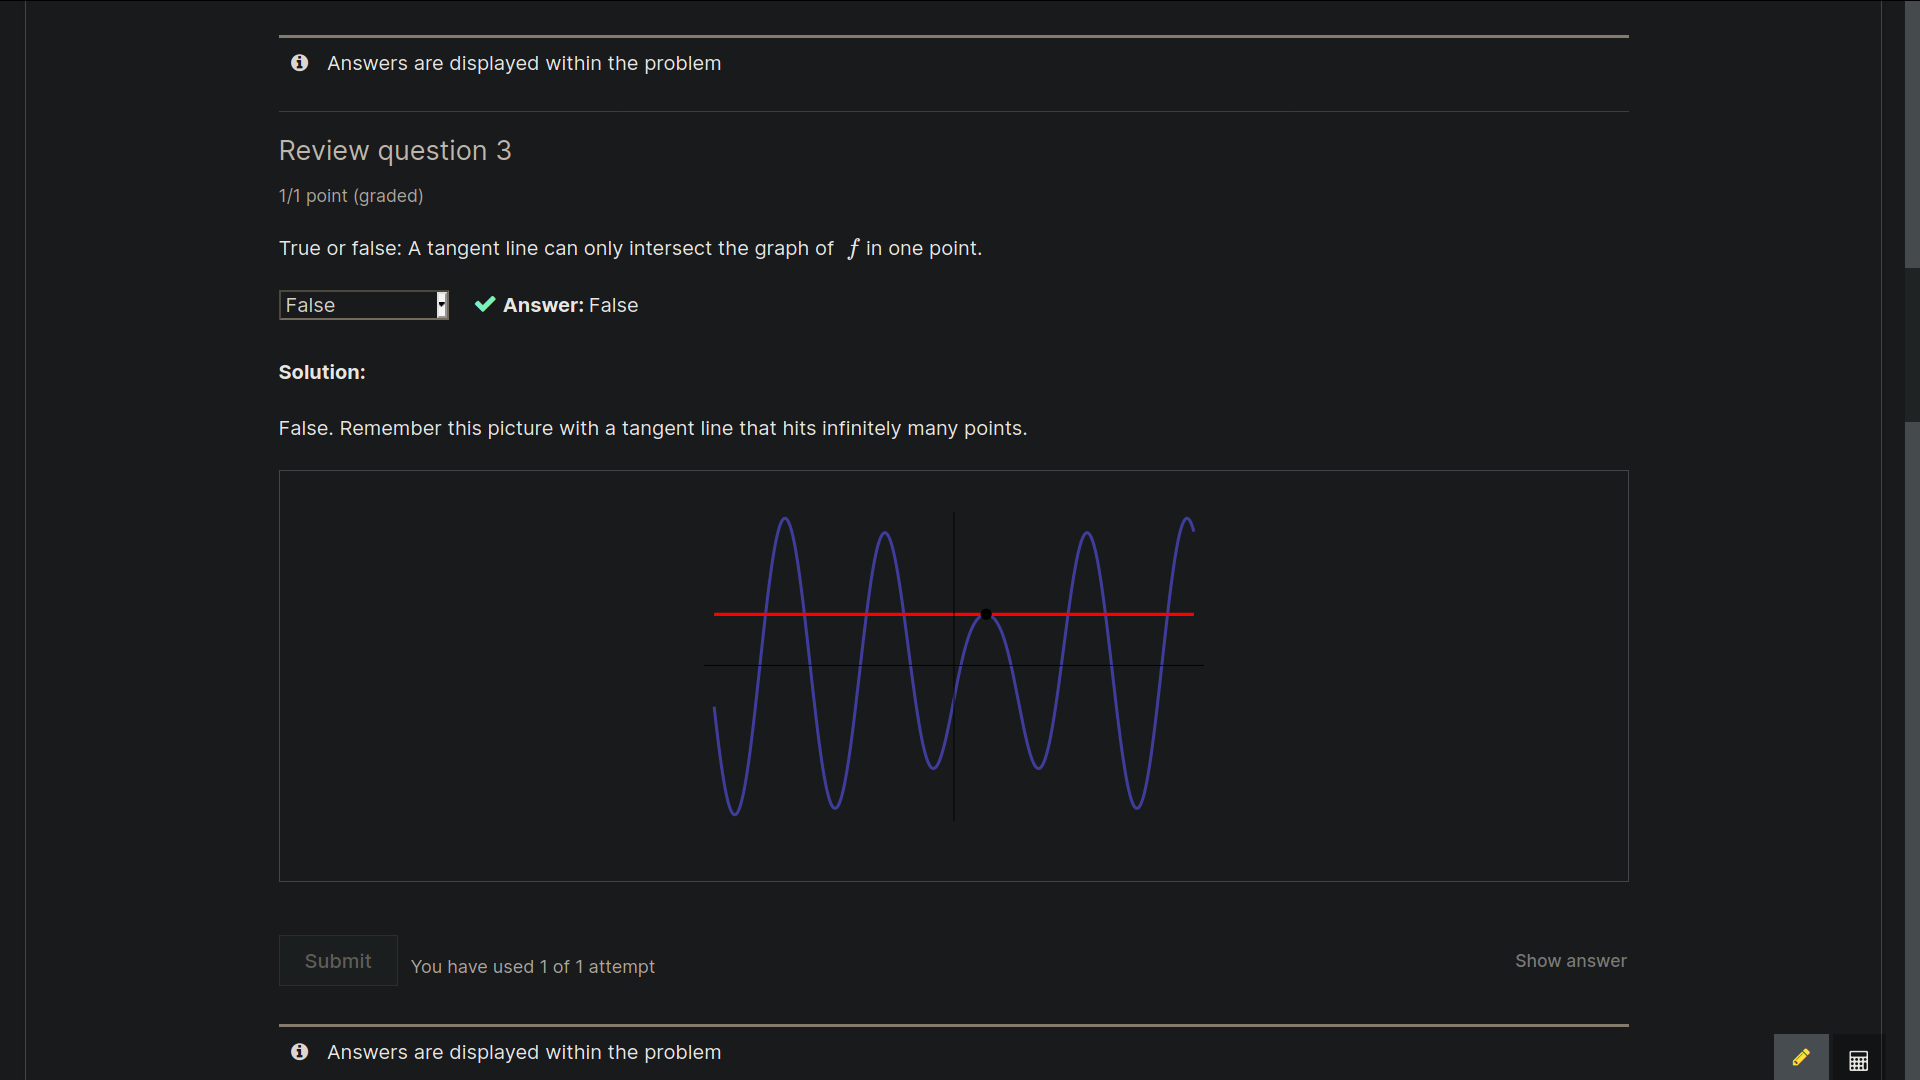 Answers are displayed within the problem
Review question 3
1/1 point (graded)
True or false: A tangent line can only intersect the graph of f in one point.
False
Answer: False
Solution:
False. Remember this picture with a tangent line that hits infinitely many points.
Submit
You have used 1 of 1 attempt
Show answer
Answers are displayed within the problem